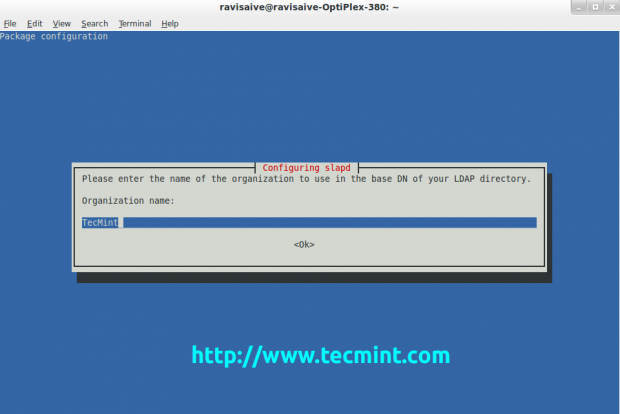 ravisaive@ravisaive-OptiPlex-380: ~
File Edit View Search Terminal Help
Package configuration
Configuring slapd
Please enter the name of the organization to use in the base DN of your LDAP directory.
Organization name:
TecMint
<Ok>
http://www.tecmint.com